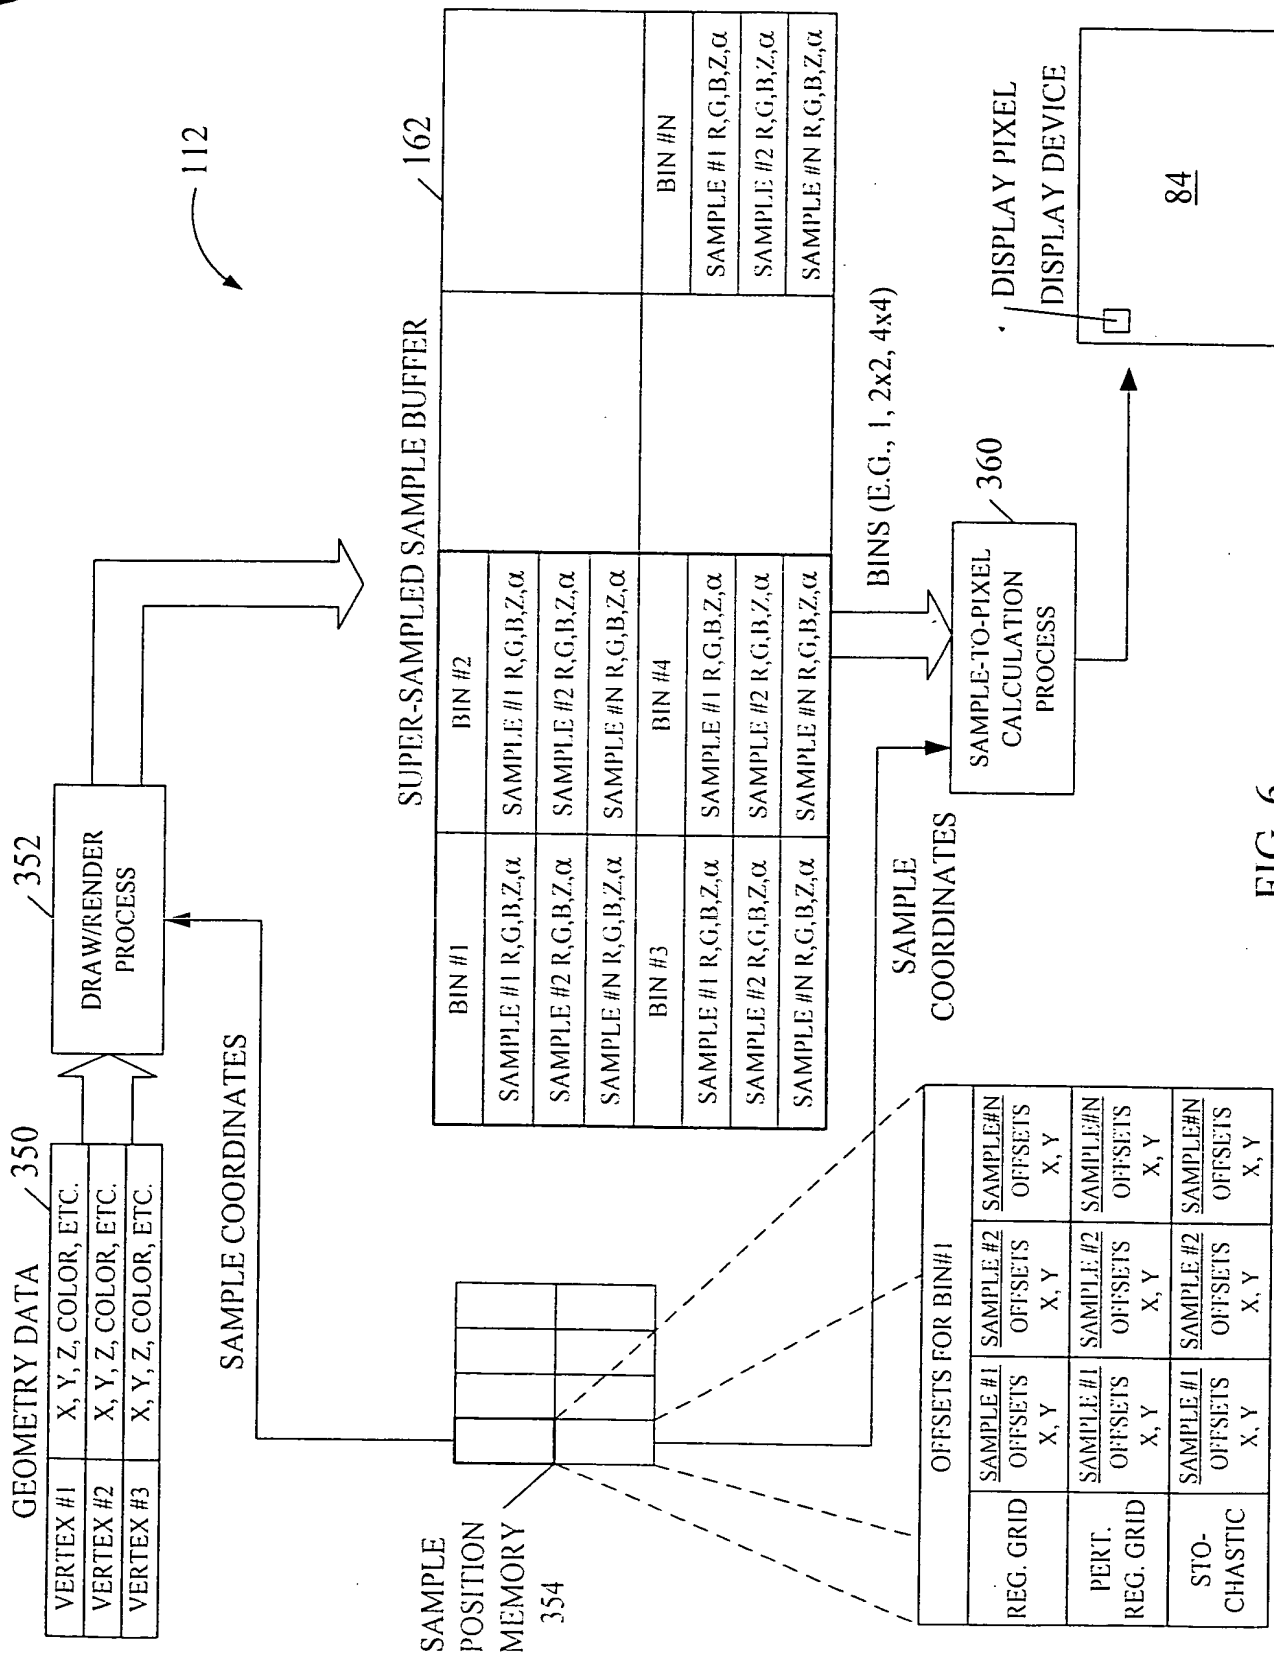 112
GEOMETRY DATA
350
VERTEX #1 X, Y, Z, COLOR, ETC.
VERTEX #2 X, Y, Z, COLOR, ETC.
VERTEX #3 X, Y, Z, COLOR, ETC.
352
DRAW/RENDER
PROCESS
SAMPLE COORDINATES
SAMPLE
POSITION
MEMORY
354
SUPER-SAMPLED SAMPLE BUFFER
162
BIN #1
SAMPLE #1 R,G,B,Z,α
SAMPLE #2 R,G,B,Z,α
SAMPLE #N R,G,B,Z,α
BIN #2
SAMPLE #1 R,G,B,Z,α
SAMPLE #2 R,G,B,Z,α
SAMPLE #N R,G,B,Z,α
BIN #3
SAMPLE #1 R,G,B,Z,α
SAMPLE #2 R,G,B,Z,α
SAMPLE #N R,G,B,Z,α
BIN #4
SAMPLE #1 R,G,B,Z,α
SAMPLE #2 R,G,B,Z,α
SAMPLE #N R,G,B,Z,α
BIN #N
SAMPLE #1 R,G,B,Z,α
SAMPLE #2 R,G,B,Z,α
SAMPLE #N R,G,B,Z,α
BINS (E.G., 1, 2x2, 4x4)
SAMPLE
COORDINATES
360
SAMPLE-TO-PIXEL
CALCULATION
PROCESS
DISPLAY PIXEL
DISPLAY DEVICE
84
OFFSETS FOR BIN#1
REG. GRID
SAMPLE #1
OFFSETS
X, Y
SAMPLE #2
OFFSETS
X, Y
SAMPLE#N
OFFSETS
X, Y
PERT.
REG. GRID
SAMPLE #1
OFFSETS
X, Y
SAMPLE #2
OFFSETS
X, Y
SAMPLE#N
OFFSETS
X, Y
STO-
CHASTIC
SAMPLE #1
OFFSETS
X, Y
SAMPLE #2
OFFSETS
X, Y
SAMPLE#N
OFFSETS
X, Y
FIG. 6